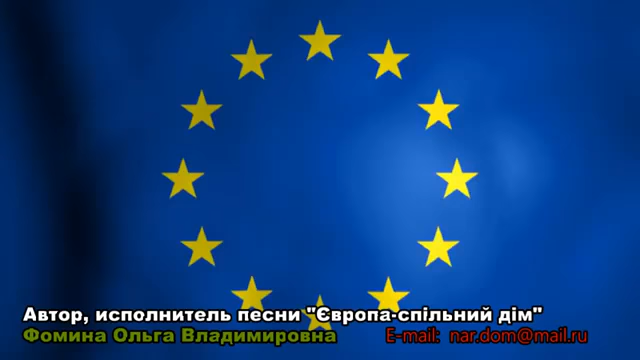 Автор, исполнитель песни "Європа-спільний дім"
Фомина Ольга Владимировна E-mail: nar.dom@mail.ru